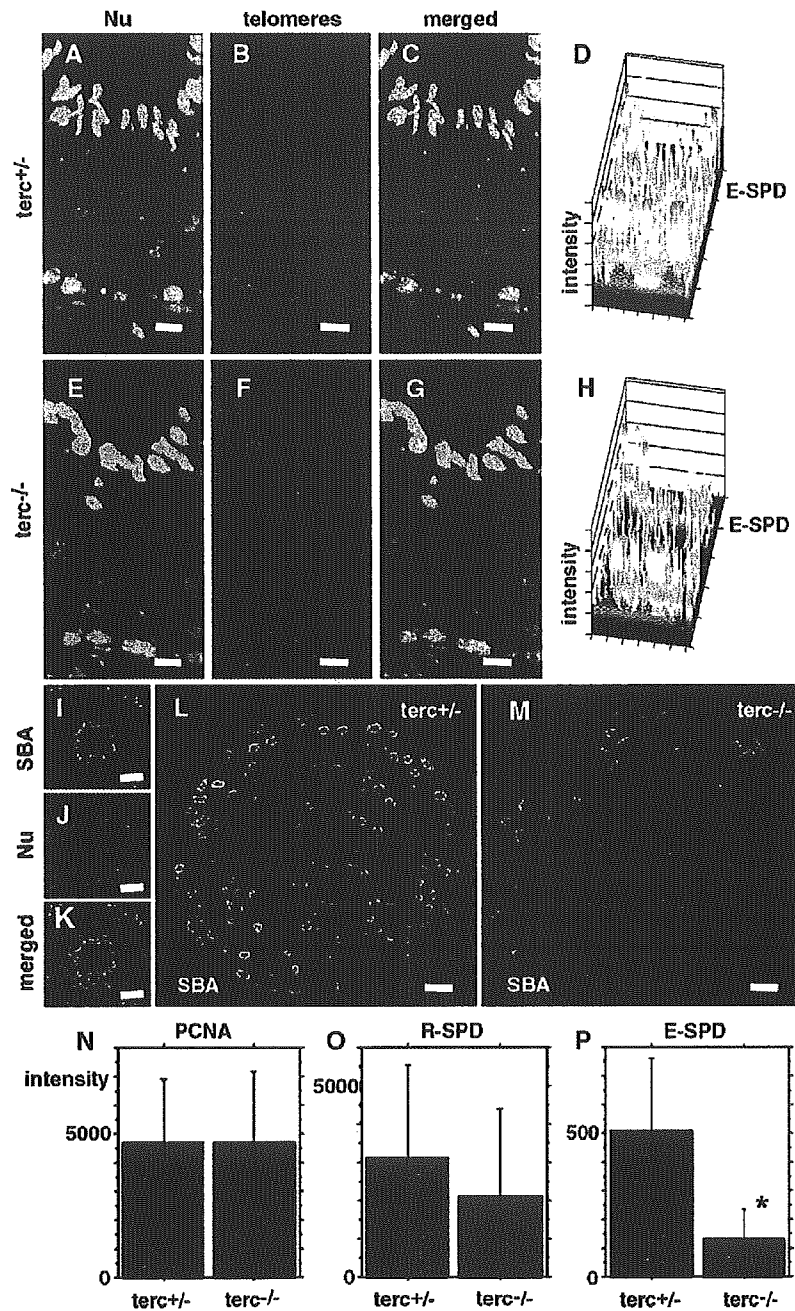 Nu telomeres merged
A B C D
terc+/-
intensity
E-SPD
E F G H
terc-/-
intensity
E-SPD
I L terc+/- M terc-/-
SBA
J
Nu
K
merged
SBA SBA
N PCNA O R-SPD P E-SPD
intensity
5000 500
5000
*
0 0 0
terc+/- terc-/- terc+/- terc-/- terc+/- terc-/-